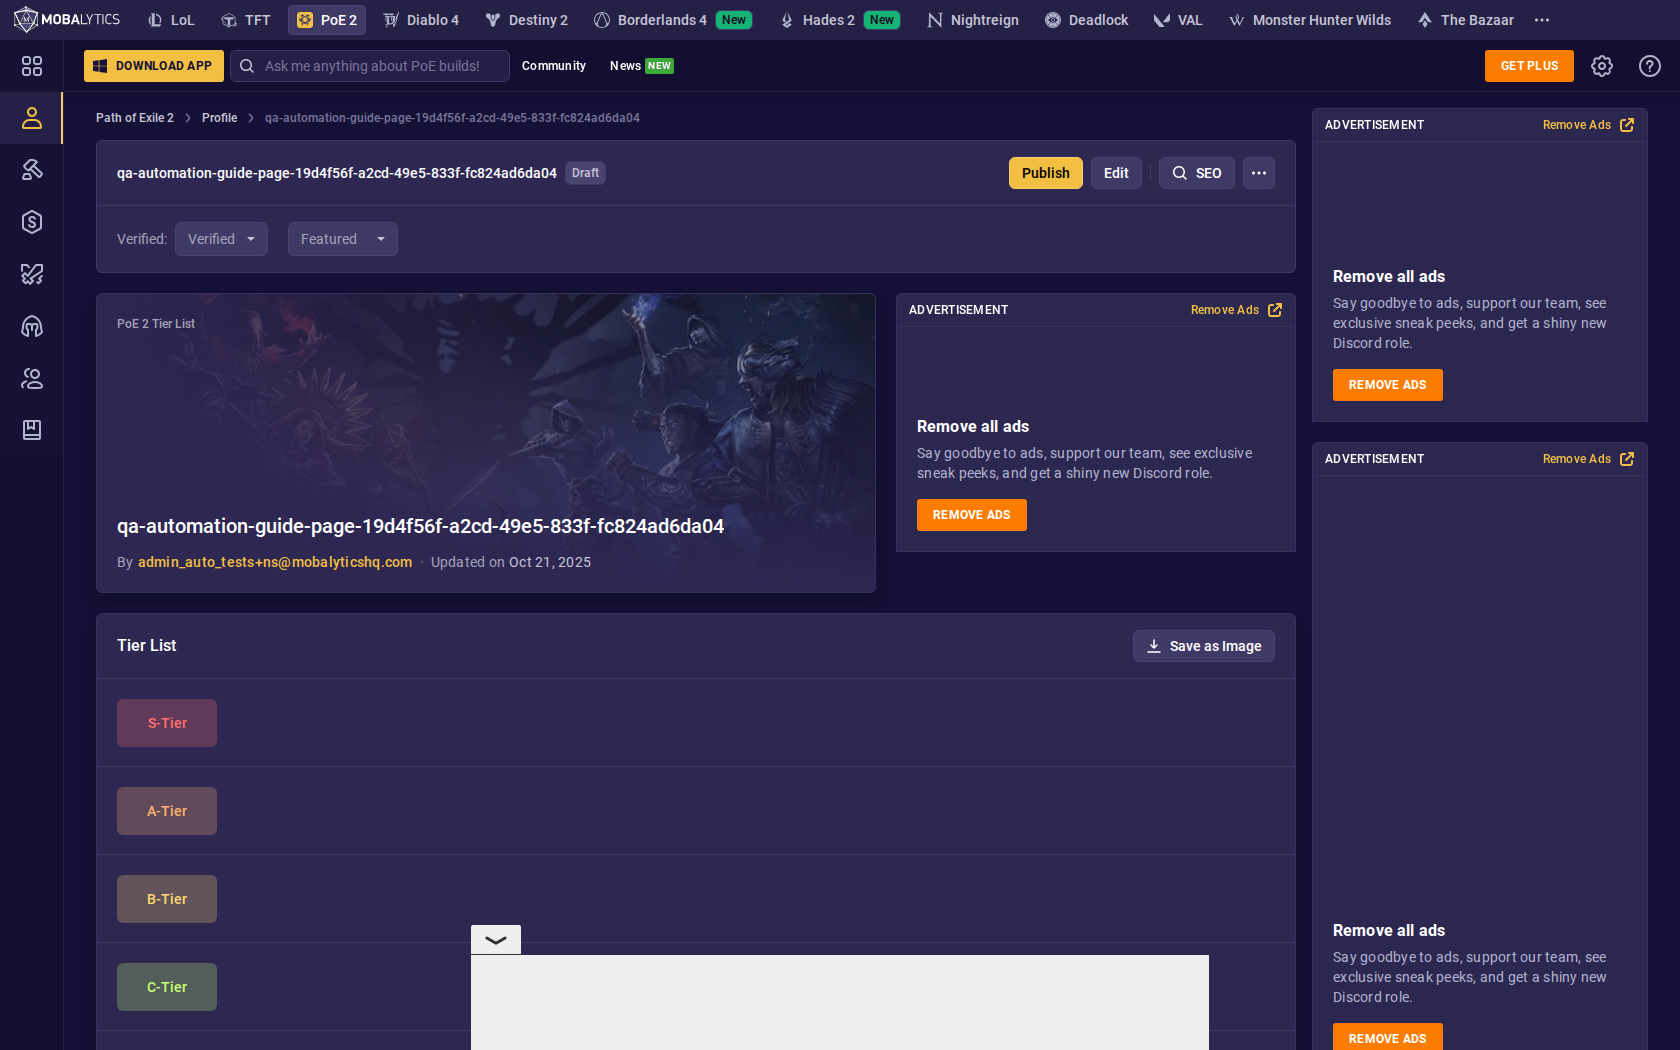 MOBALYTICS
LoL
TFT
PoE 2
Diablo 4
Destiny 2
Borderlands 4 New
Hades 2 New
Nightreign
Deadlock
VAL
Monster Hunter Wilds
The Bazaar
DOWNLOAD APP
Ask me anything about PoE builds!
Community
News NEW
GET PLUS
Path of Exile 2
Profile
qa-automation-guide-page-19d4f56f-a2cd-49e5-833f-fc824ad6da04
qa-automation-guide-page-19d4f56f-a2cd-49e5-833f-fc824ad6da04 Draft
Publish
Edit
SEO
Verified: Verified
Featured
PoE 2 Tier List
qa-automation-guide-page-19d4f56f-a2cd-49e5-833f-fc824ad6da04
By admin_auto_tests+ns@mobalyticshq.com · Updated on Oct 21, 2025
ADVERTISEMENT
Remove Ads
Remove all ads
Say goodbye to ads, support our team, see exclusive
sneak peeks, and get a shiny new Discord role.
REMOVE ADS
Tier List
Save as Image
S-Tier
A-Tier
B-Tier
C-Tier
ADVERTISEMENT
Remove Ads
Remove all ads
Say goodbye to ads, support our team, see
exclusive sneak peeks, and get a shiny new
Discord role.
REMOVE ADS
ADVERTISEMENT
Remove Ads
Remove all ads
Say goodbye to ads, support our team, see
exclusive sneak peeks, and get a shiny new
Discord role.
REMOVE ADS